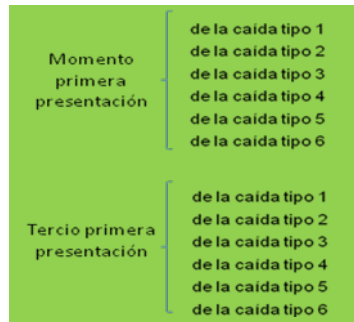 Momento
primera
presentación
de la caída tipo 1
de la caída tipo 2
de la caída tipo 3
de la caída tipo 4
de la caída tipo 5
de la caída tipo 6
Tercio primera
presentación
de la caída tipo 1
de la caída tipo 2
de la caída tipo 3
de la caída tipo 4
de la caída tipo 5
de la caída tipo 6